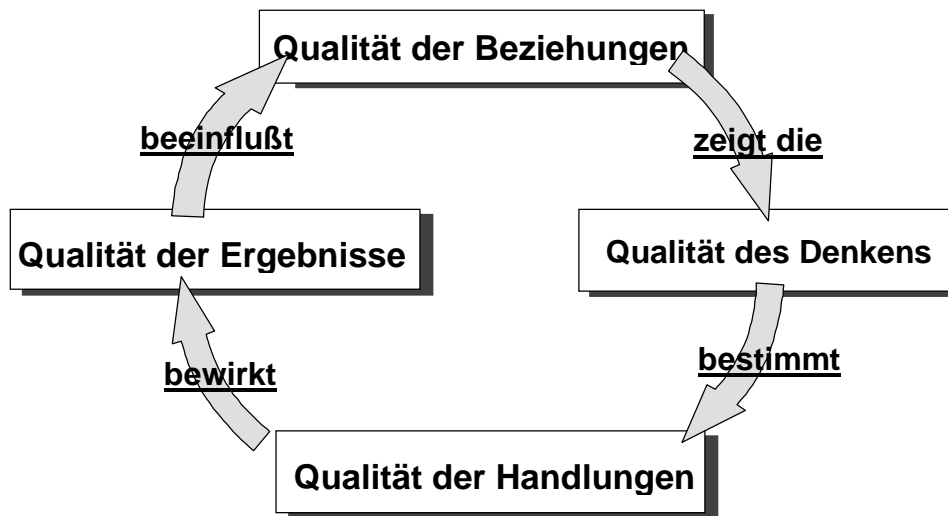 Qualität der Beziehungen
beeinflußt
zeigt die
Qualität der Ergebnisse
Qualität des Denkens
bewirkt
bestimmt
Qualität der Handlungen